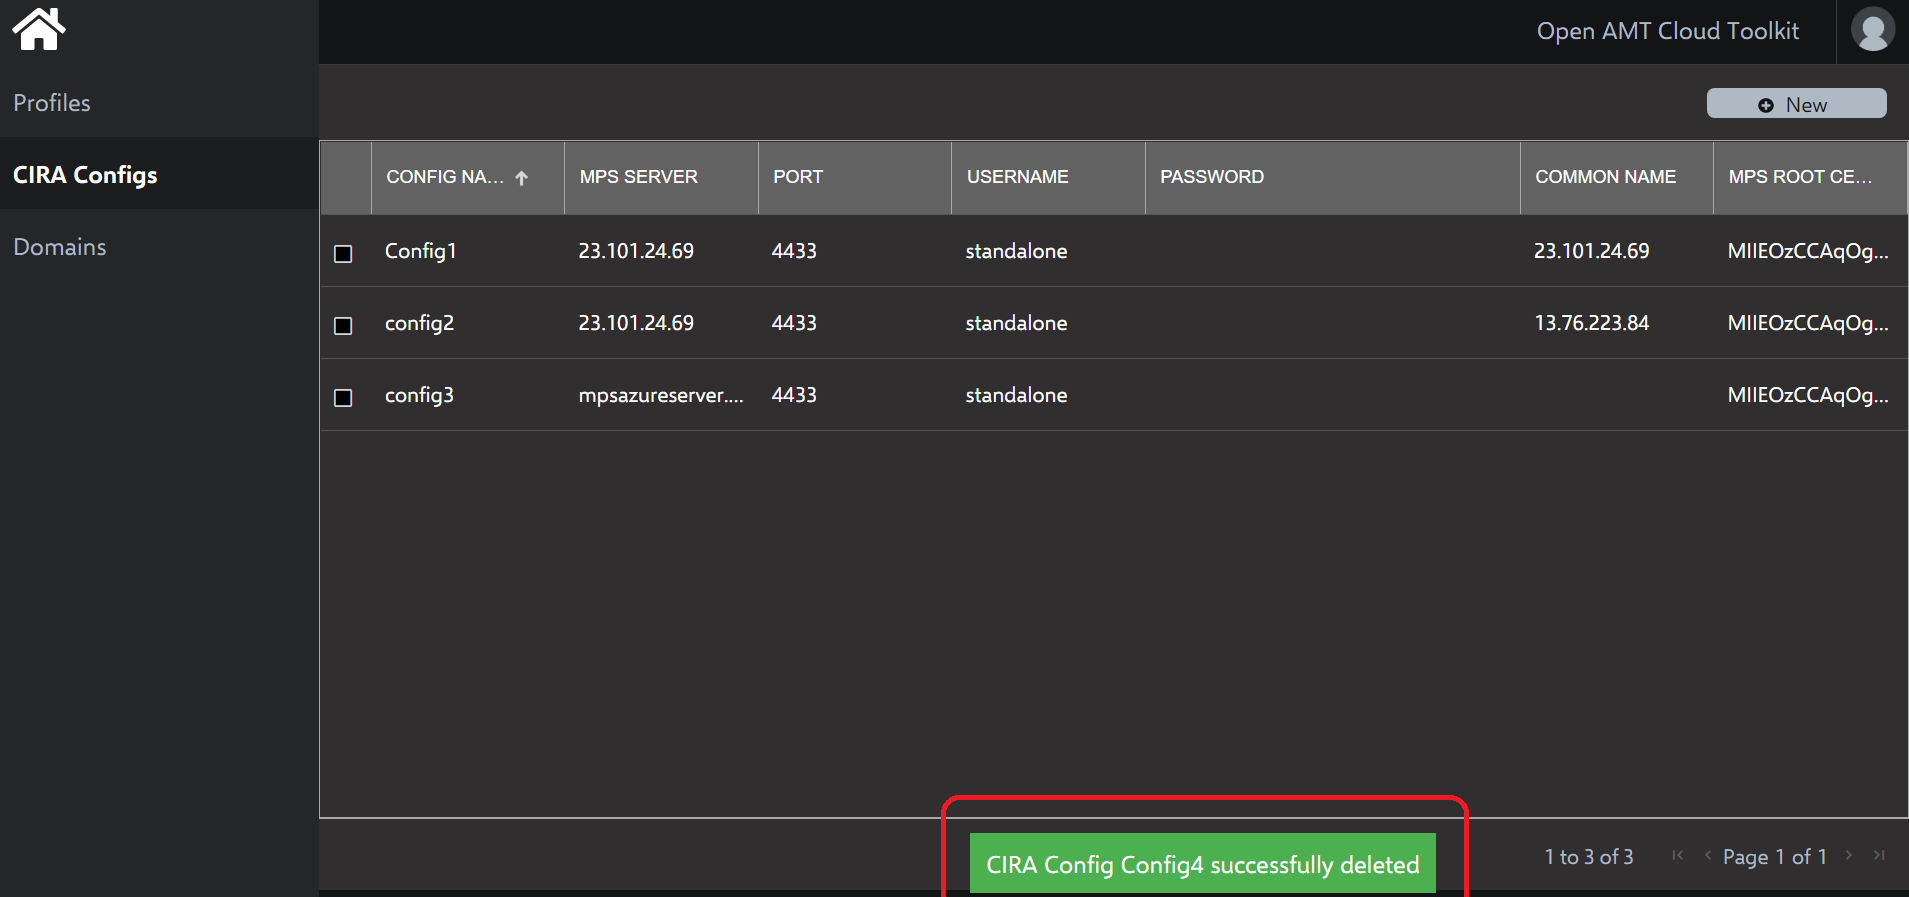 Open AMT Cloud Toolkit
Profiles
CIRA Configs
Domains
New
CONFIG NA... MPS SERVER PORT USERNAME PASSWORD COMMON NAME MPS ROOT CE...
Config1 23.101.24.69 4433 standalone 23.101.24.69 MIIEOzCCAqOg...
config2 23.101.24.69 4433 standalone 13.76.223.84 MIIEOzCCAqOg...
config3 mpsazureserver.... 4433 standalone MIIEOzCCAqOg...
CIRA Config Config4 successfully deleted
1 to 3 of 3 Page 1 of 1